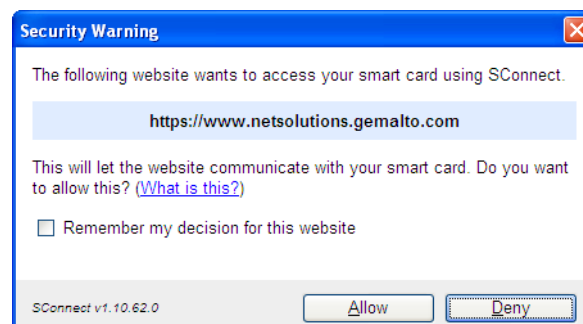 Security Warning
The following website wants to access your smart card using SConnect.
https://www.netsolutions.gemalto.com
This will let the website communicate with your smart card. Do you want
to allow this? (What is this?)
Remember my decision for this website
SConnect v1.10.62.0 Allow Deny